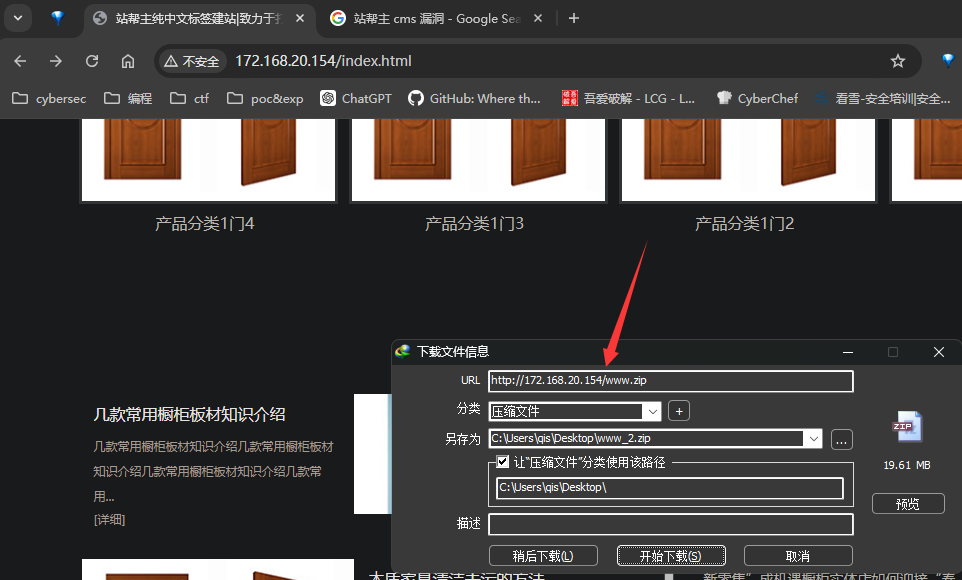 站帮主纯中文标签建站|致力于
站帮主 cms 漏洞 - Google Sea
不安全
172.168.20.154/index.html
cybersec
编程
ctf
poc&exp
ChatGPT
GitHub: Where th...
吾爱破解 - LCG - L...
CyberChef
看雪-安全培训|安全...
产品分类1门4
产品分类1门3
产品分类1门2
几款常用橱柜板材知识介绍
几款常用橱柜板材知识介绍几款常用橱柜板材
知识介绍几款常用橱柜板材知识介绍几款常
用...
[详细]
下载文件信息
URL
http://172.168.20.154/www.zip
分类
压缩文件
+
另存为
C:\Users\qis\Desktop\www_2.zip
...
让"压缩文件"分类使用该路径
C:\Users\qis\Desktop\
描述
ZIP
19.61 MB
预览
稍后下载(L)
开始下载(S)
取消